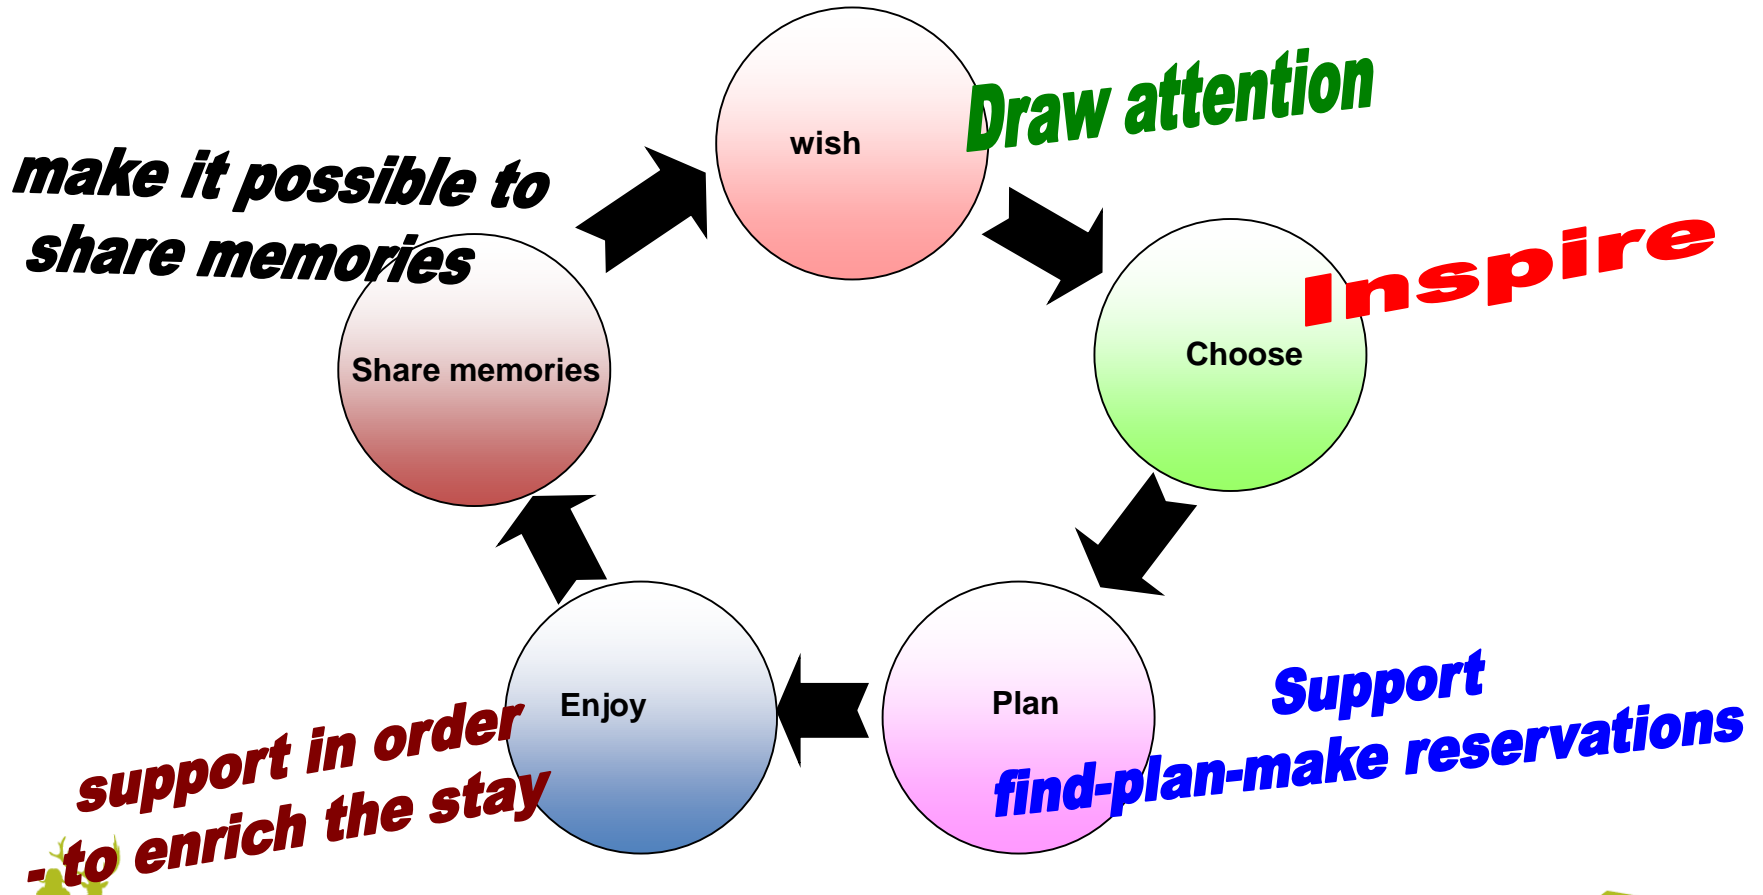 wish
Draw attention
Choose
Inspire
Plan
Support
find-plan-make reservations
Enjoy
support in order
- to enrich the stay
Share memories
make it possible to
share memories